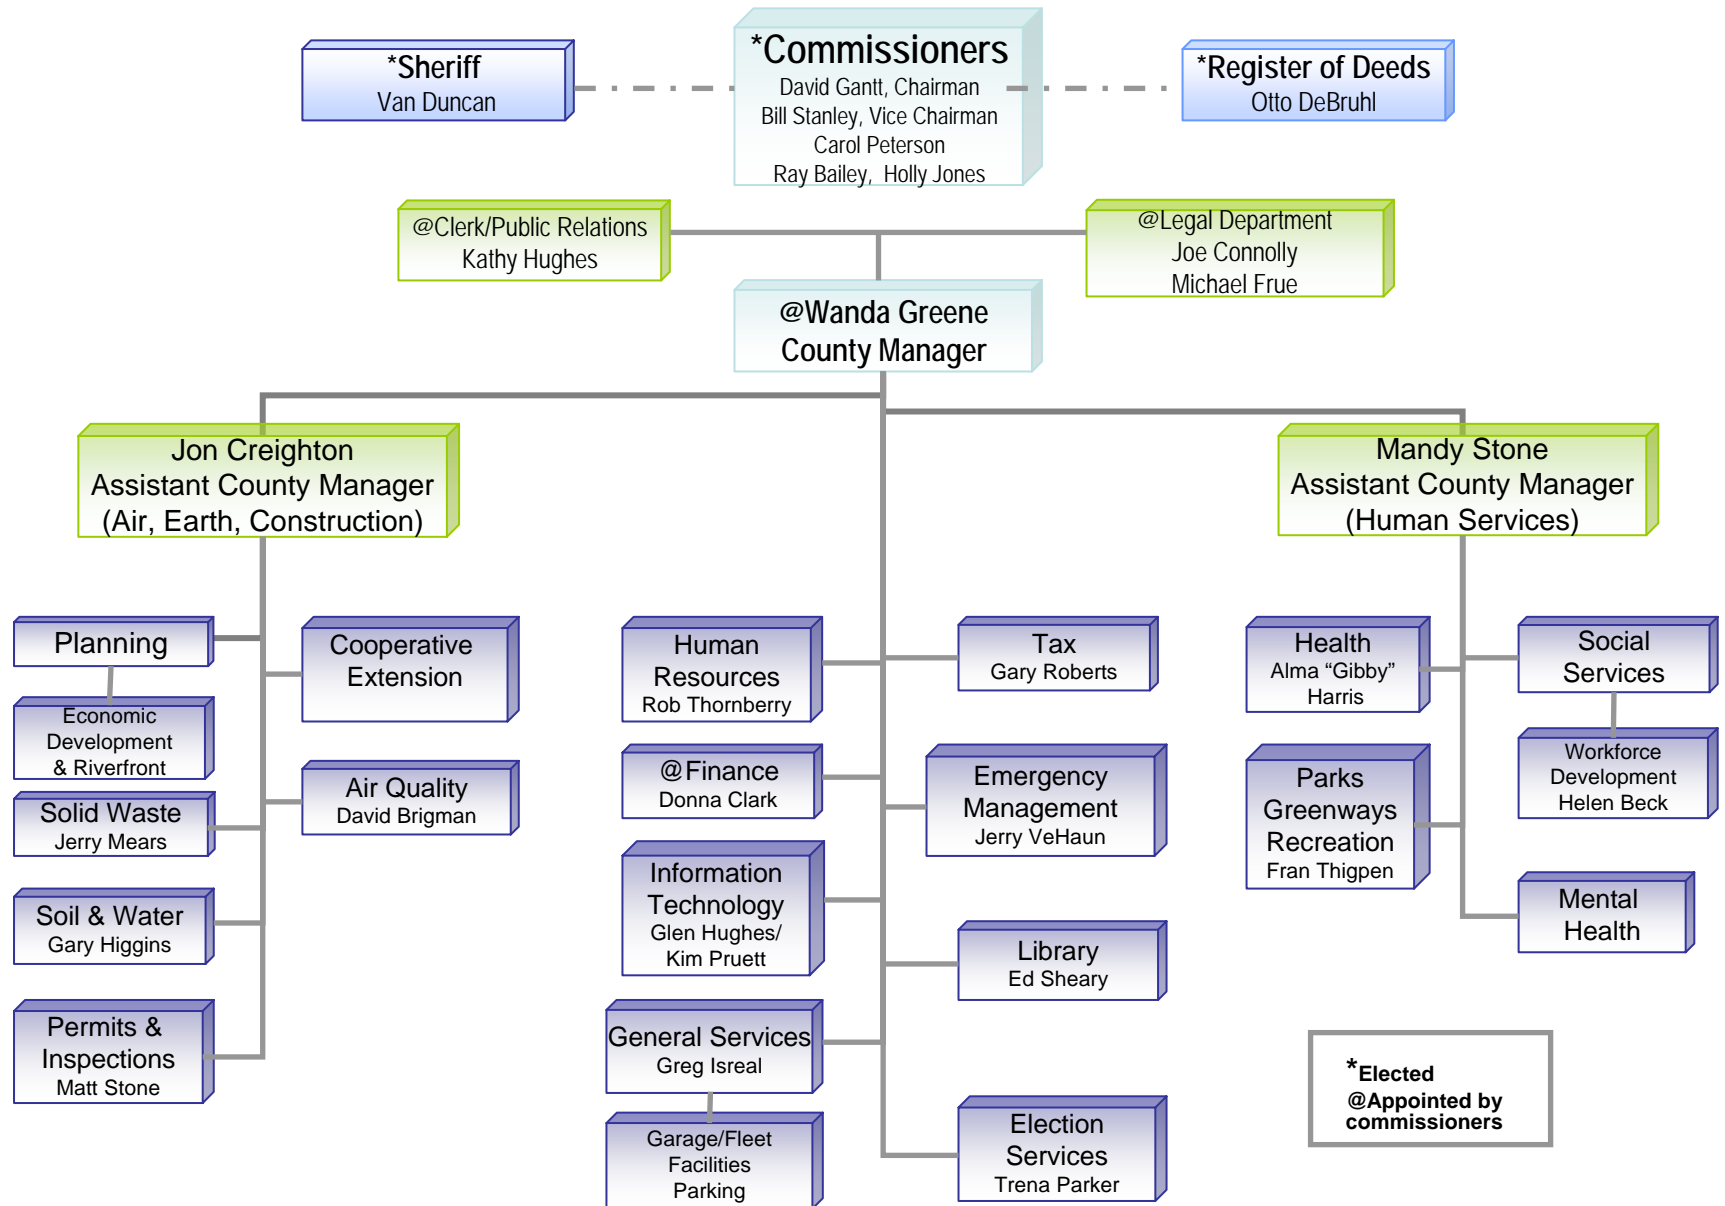 *Sheriff
Van Duncan
*Commissioners
David Gantt, Chairman
Bill Stanley, Vice Chairman
Carol Peterson
Ray Bailey, Holly Jones
*Register of Deeds
Otto DeBruhl
@Clerk/Public Relations
Kathy Hughes
@Legal Department
Joe Connolly
Michael Frue
@Wanda Greene
County Manager
Jon Creighton
Assistant County Manager
(Air, Earth, Construction)
Mandy Stone
Assistant County Manager
(Human Services)
Planning
Economic
Development
& Riverfront
Solid Waste
Jerry Mears
Soil & Water
Gary Higgins
Permits &
Inspections
Matt Stone
Cooperative
Extension
Air Quality
David Brigman
Human
Resources
Rob Thornberry
@Finance
Donna Clark
Information
Technology
Glen Hughes/
Kim Pruett
General Services
Greg Isreal
Garage/Fleet
Facilities
Parking
Tax
Gary Roberts
Emergency
Management
Jerry VeHaun
Library
Ed Sheary
Election
Services
Trena Parker
Health
Alma “Gibby”
Harris
Parks
Greenways
Recreation
Fran Thigpen
Social
Services
Workforce
Development
Helen Beck
Mental
Health
*Elected
@Appointed by
commissioners